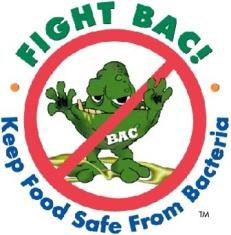 FIGHT BAC!
BAC
Keep Food Safe From Bacteria
TM